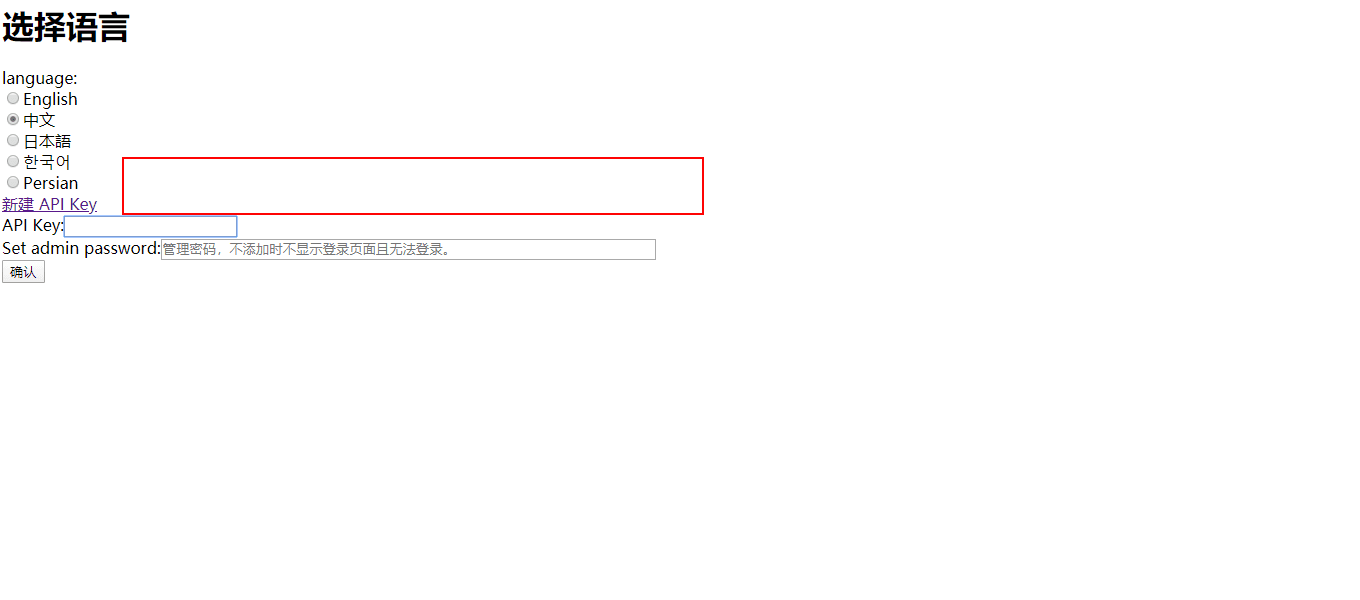 选择语言
language:
English
中文
日本語
한국어
Persian
新建 API Key
API Key:
Set admin password:管理密码，不添加时不显示登录页面且无法登录。
确认